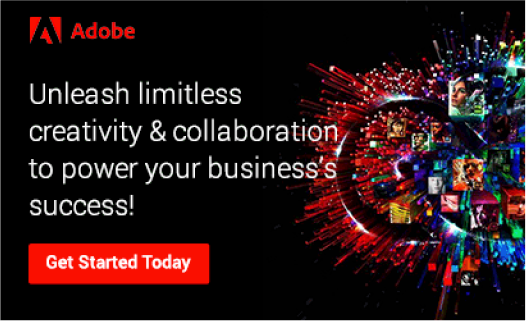 Adobe
Unleash limitless
creativity & collaboration
to power your business's
success!
Get Started Today